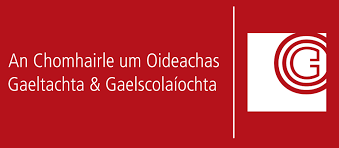 An Chomhairle um Oideachas
Gaeltachta & Gaelscolaíochta
G